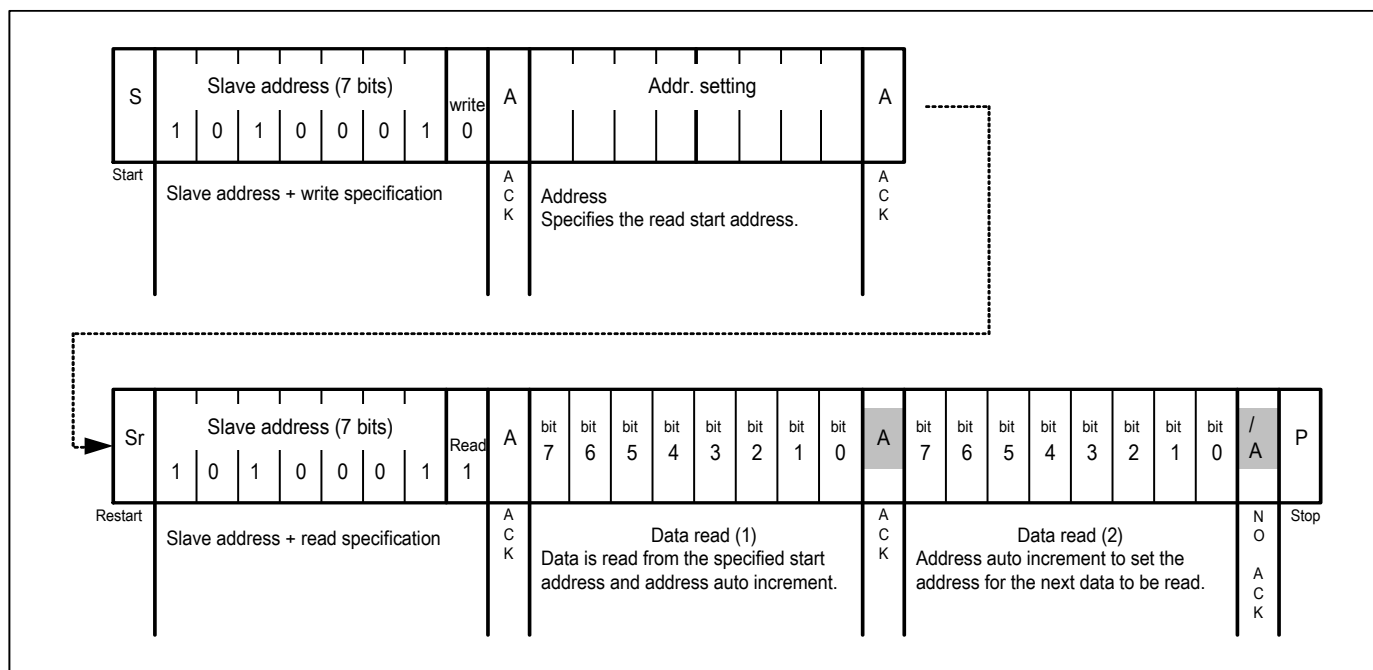 S
Slave address (7 bits)
write
A
Addr. setting
A
1 0 1 0 0 0 1 0
Start
Slave address + write specification
A
C
K
Address
Specifies the read start address.
A
C
K
Sr
Slave address (7 bits)
Read
A
bit bit bit bit bit bit bit bit
7 6 5 4 3 2 1 0
A
bit bit bit bit bit bit bit bit
7 6 5 4 3 2 1 0
/
A
P
1 0 1 0 0 0 1 1
Restart
Slave address + read specification
A
C
K
Data read (1)
Data is read from the specified start
address and address auto increment.
A
C
K
Data read (2)
Address auto increment to set the
address for the next data to be read.
N
O
A
C
K
Stop